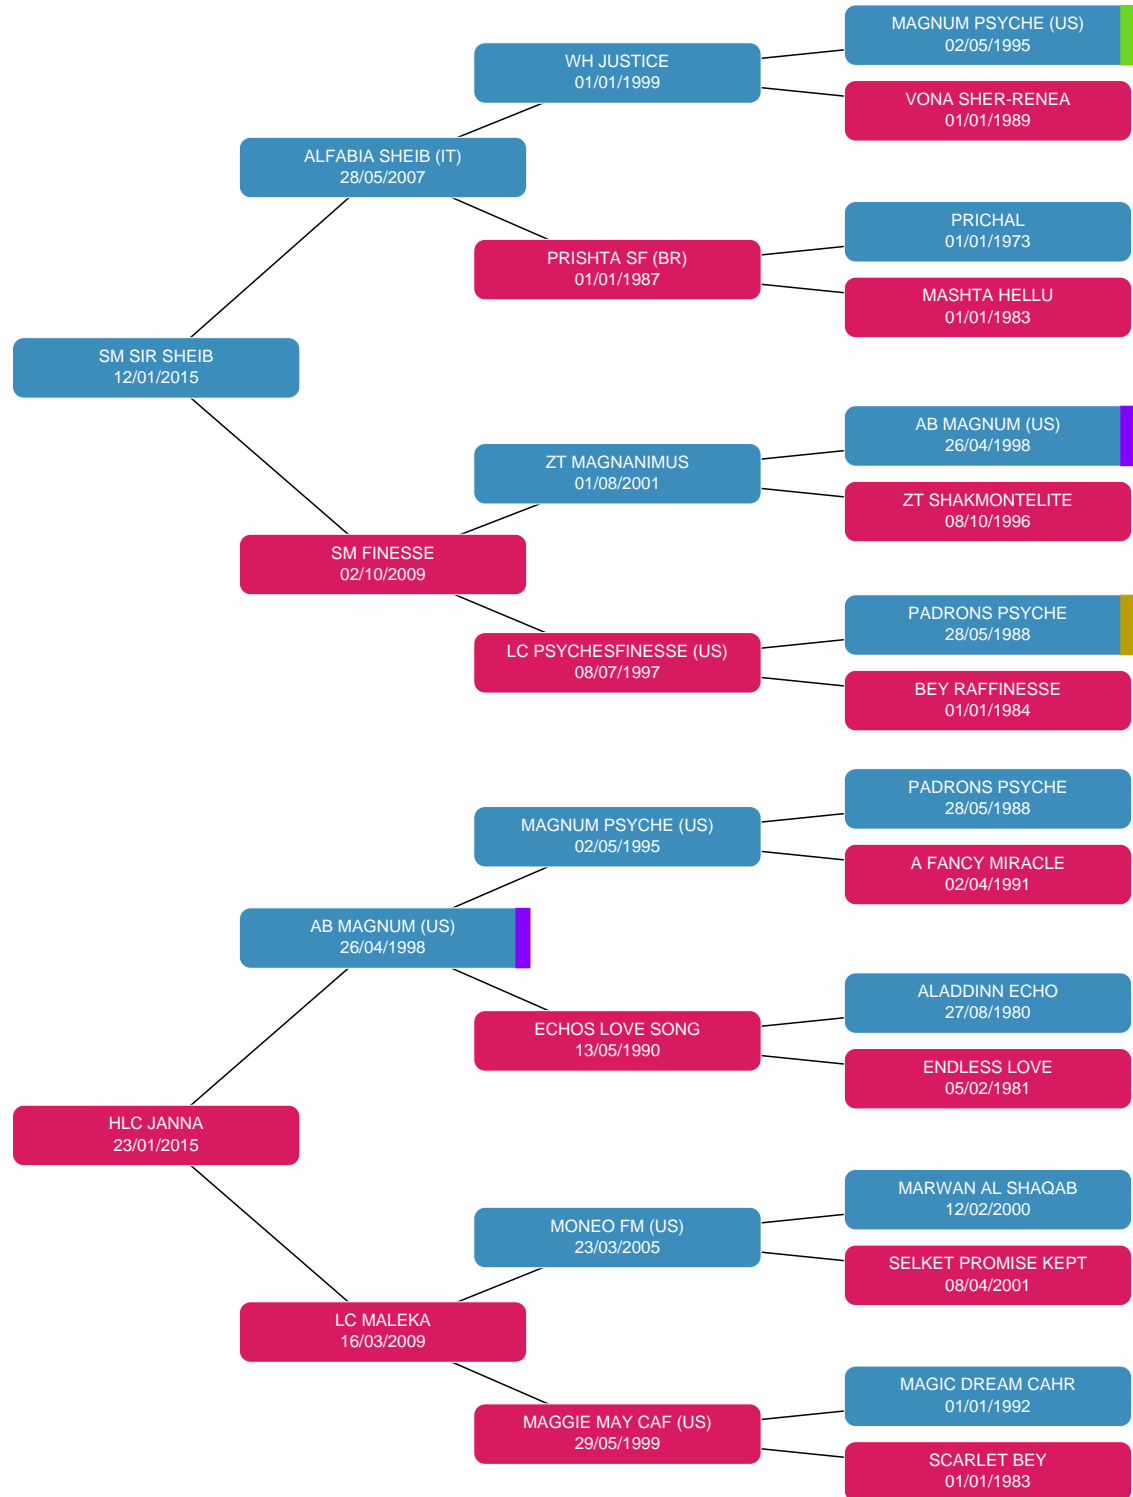 MAGNUM PSYCHE (US)
02/05/1995
WH JUSTICE
01/01/1999
VONA SHER-RENEA
01/01/1989
ALFABIA SHEIB (IT)
28/05/2007
PRICHAL
01/01/1973
PRISHTA SF (BR)
01/01/1987
MASHTA HELLU
01/01/1983
SM SIR SHEIB
12/01/2015
AB MAGNUM (US)
26/04/1998
ZT MAGNANIMUS
01/08/2001
ZT SHAKMONTELITE
08/10/1996
SM FINESSE
02/10/2009
PADRONS PSYCHE
28/05/1988
LC PSYCHESFINESSE (US)
08/07/1997
BEY RAFFINESSE
01/01/1984
PADRONS PSYCHE
28/05/1988
MAGNUM PSYCHE (US)
02/05/1995
A FANCY MIRACLE
02/04/1991
AB MAGNUM (US)
26/04/1998
ALADDINN ECHO
27/08/1980
ECHOS LOVE SONG
13/05/1990
ENDLESS LOVE
05/02/1981
HLC JANNA
23/01/2015
MARWAN AL SHAQAB
12/02/2000
MONEO FM (US)
23/03/2005
SELKET PROMISE KEPT
08/04/2001
LC MALEKA
16/03/2009
MAGIC DREAM CAHR
01/01/1992
MAGGIE MAY CAF (US)
29/05/1999
SCARLET BEY
01/01/1983